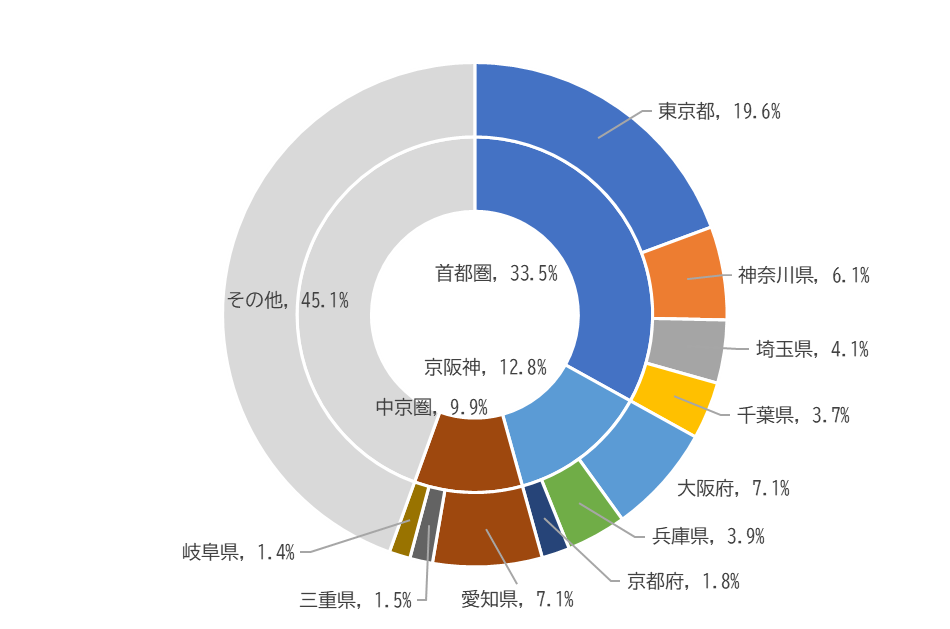 東京都, 19.6%
首都圏, 33.5%
神奈川県, 6.1%
その他, 45.1%
埼玉県, 4.1%
京阪神, 12.8%
中京圏, 9.9%
千葉県, 3.7%
大阪府, 7.1%
兵庫県, 3.9%
岐阜県, 1.4%
京都府, 1.8%
三重県, 1.5%
愛知県, 7.1%